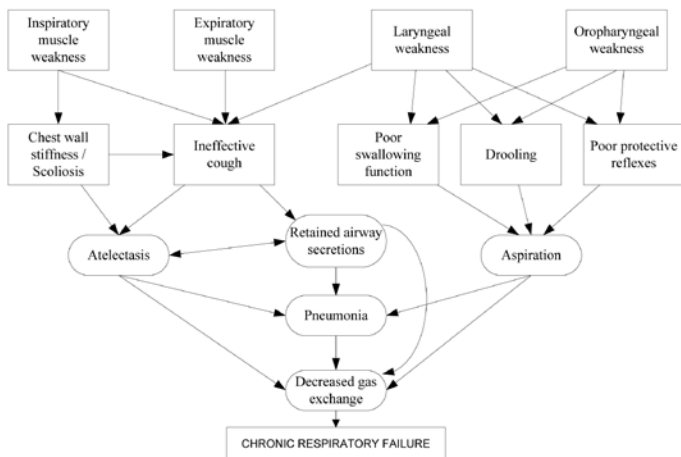 Inspiratory
muscle
weakness
Expiratory
muscle
weakness
Laryngeal
weakness
Oropharyngeal
weakness
Chest wall
stiffness /
Scoliosis
Ineffective
cough
Poor
swallowing
function
Drooling
Poor protective
reflexes
Retained airway
secretions
Atelectasis
Aspiration
Pneumonia
Decreased gas
exchange
CHRONIC RESPIRATORY FAILURE